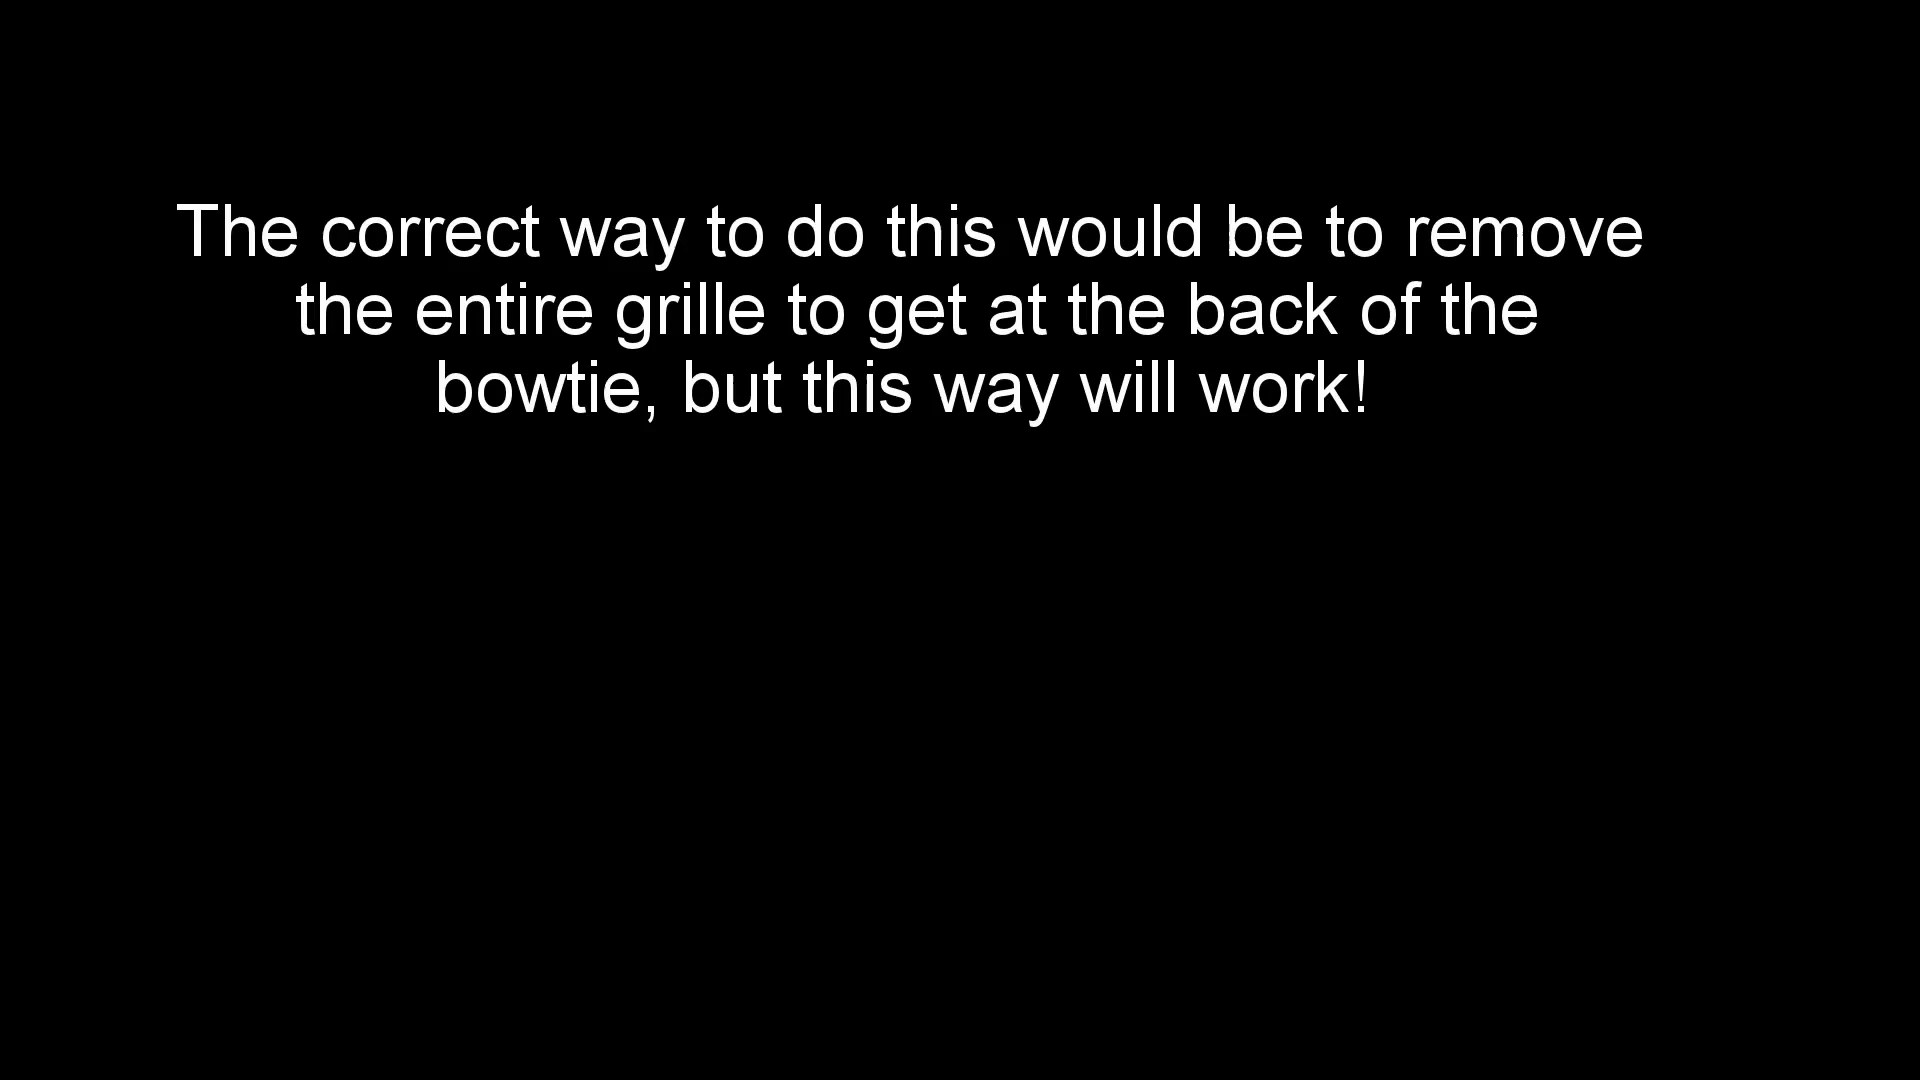 The correct way to do this would be to remove
the entire grille to get at the back of the
bowtie, but this way will work!